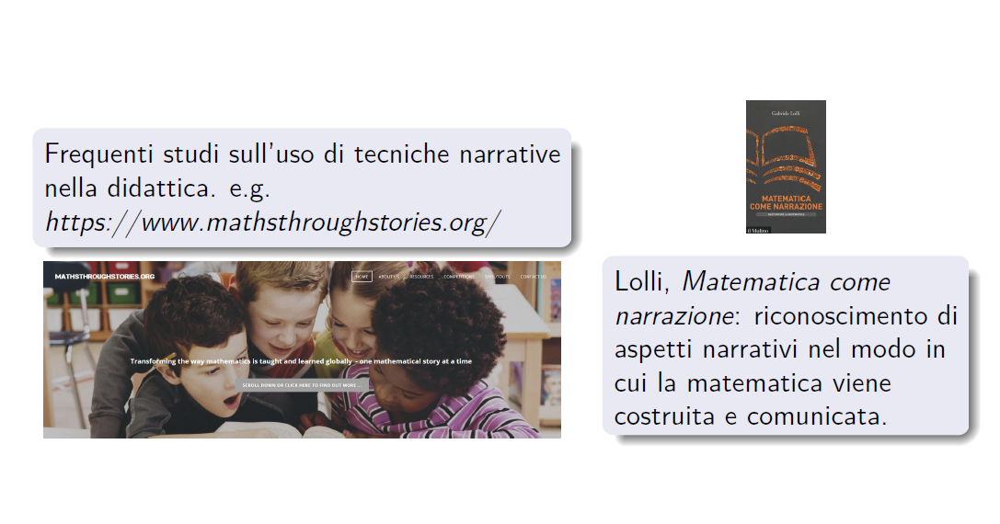 Frequenti studi sull'uso di tecniche narrative
nella didattica. e.g.
https://www.mathsthroughstories.org/
MATHSTHROUGHSTORIES.ORG
HOME ABOUT US RESOURCES COMPETITIONS SHOUTOUTS CONTACT US
Transforming the way mathematics is taught and learned globally - one mathematical story at a time
SCROLL DOWN OR CLICK HERE TO FIND OUT MORE...
Gabriele Lolli
MATEMATICA
COME NARRAZIONE
il Mulino
Lolli, Matematica come
narrazione: riconoscimento di
aspetti narrativi nel modo in
cui la matematica viene
costruita e comunicata.